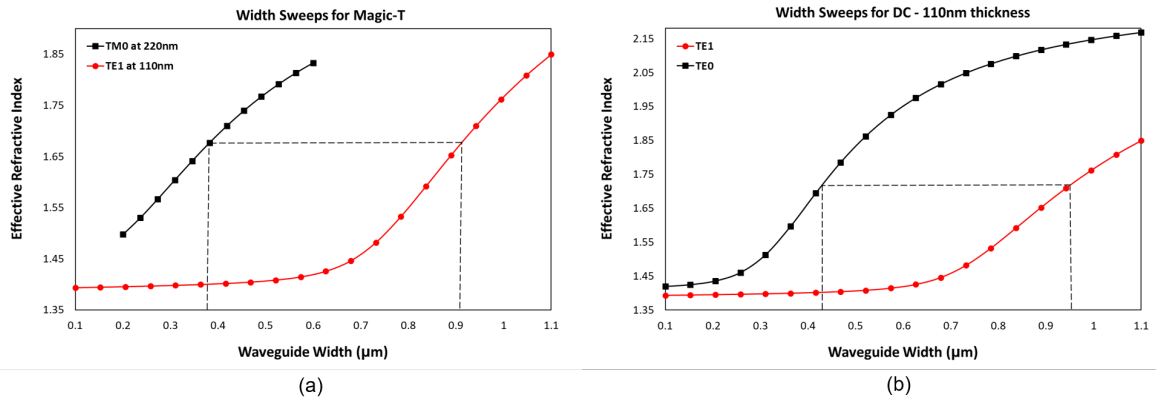 Width Sweeps for Magic-T
TM0 at 220nm
TE1 at 110nm
Effective Refractive Index
1.85
1.75
1.65
1.55
1.45
1.35
0.1 0.2 0.3 0.4 0.5 0.6 0.7 0.8 0.9 1 1.1
Waveguide Width (μm)
(a)
Width Sweeps for DC - 110nm thickness
TE1
TE0
Effective Refractive Index
2.15
2.05
1.95
1.85
1.75
1.65
1.55
1.45
1.35
0.1 0.2 0.3 0.4 0.5 0.6 0.7 0.8 0.9 1 1.1
Waveguide Width (μm)
(b)